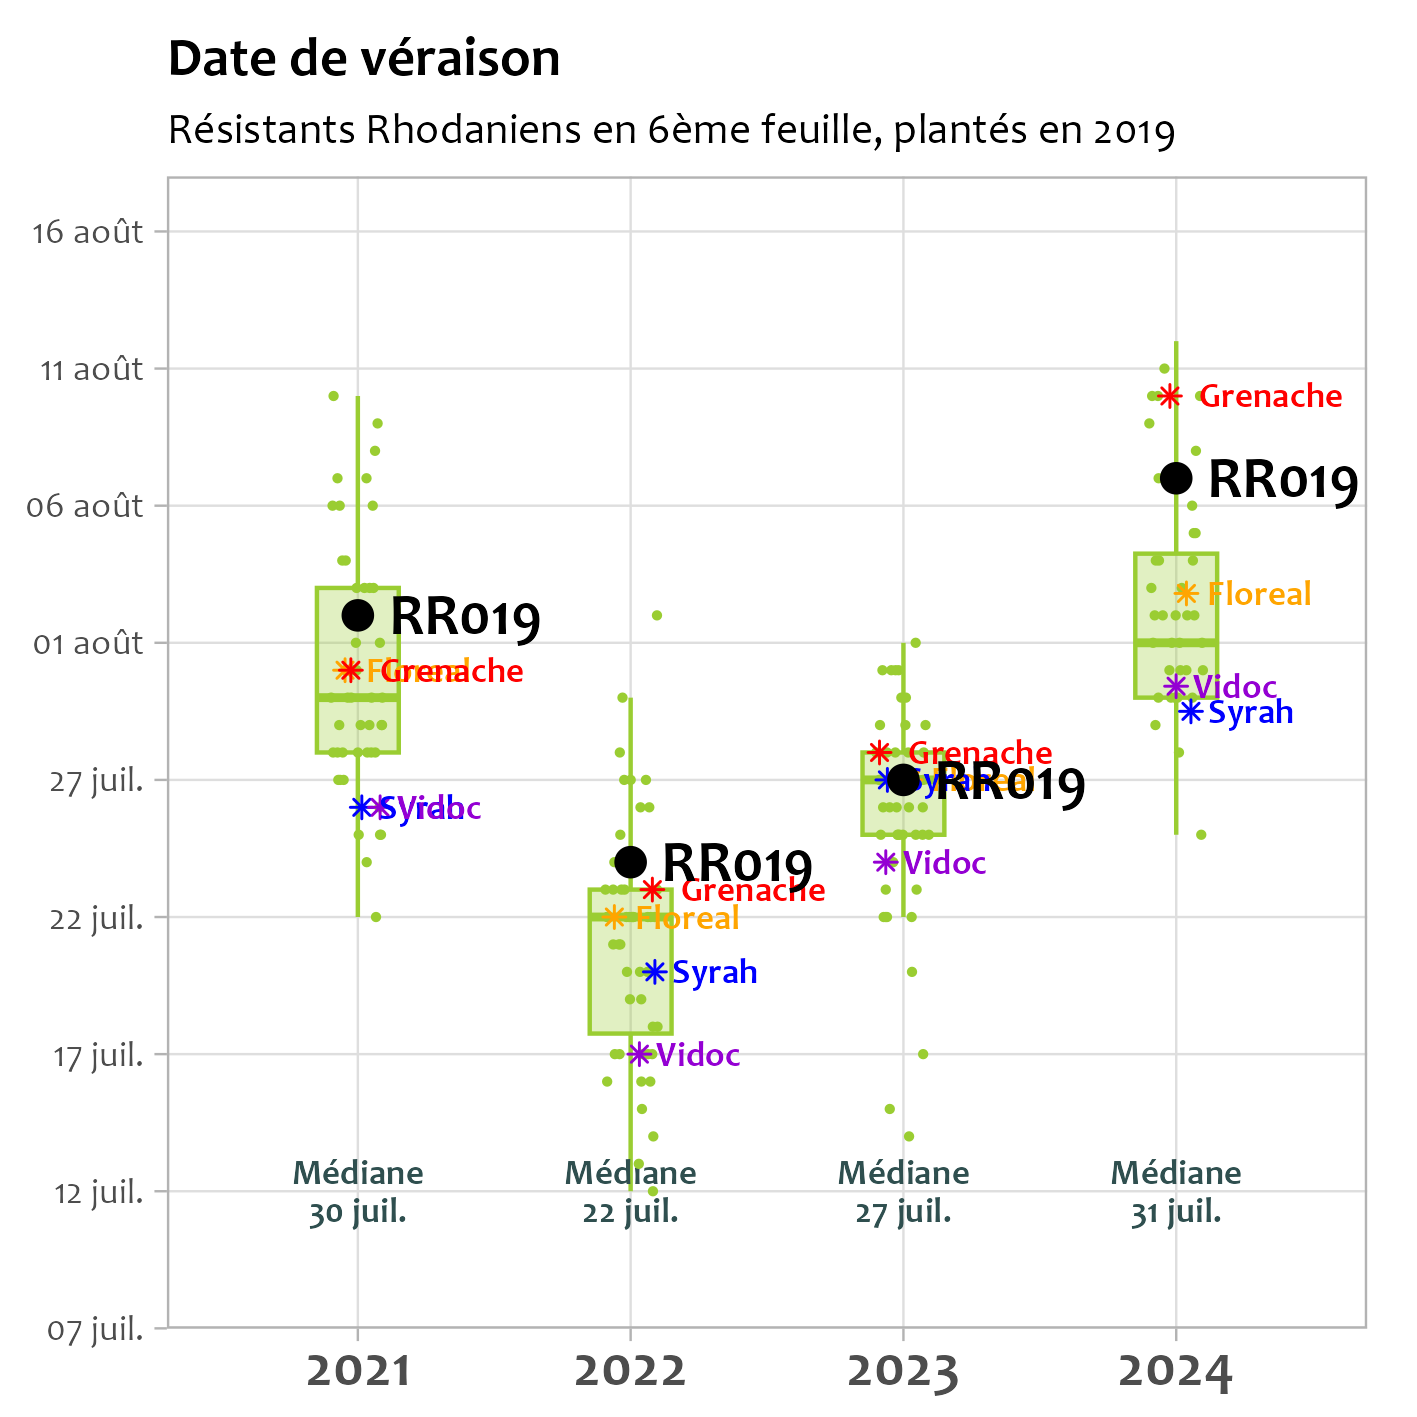 Date de véraison
Résistants Rhodaniens en 6ème feuille, plantés en 2019
16 août
11 août
06 août
01 août
27 juil.
22 juil.
17 juil.
12 juil.
07 juil.
RR019
Floreal
Grenache
Syrah
Vidoc
Médiane
30 juil.
RR019
Grenache
Floreal
Syrah
Vidoc
Médiane
22 juil.
Grenache
Syrah
Floreal
RR019
Vidoc
Médiane
27 juil.
Grenache
RR019
Floreal
Vidoc
Syrah
Médiane
31 juil.
2021
2022
2023
2024